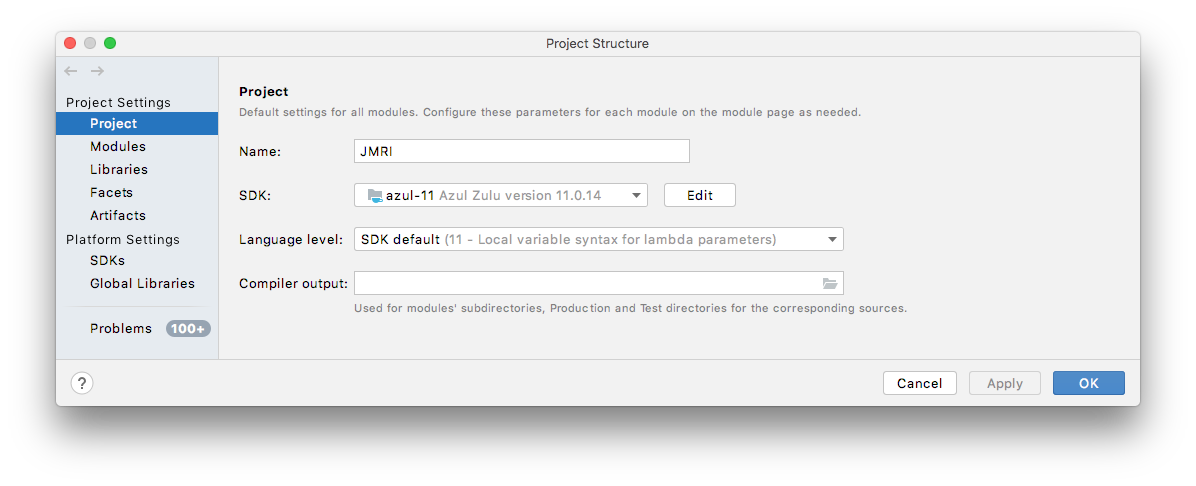 Project Structure
Project Settings
Project
Modules
Libraries
Facets
Artifacts
Platform Settings
SDKs
Global Libraries
Problems 100+
Project
Default settings for all modules. Configure these parameters for each module on the module page as needed.
Name: JMRI
SDK: azul-11 Azul Zulu version 11.0.14 Edit
Language level: SDK default (11 - Local variable syntax for lambda parameters)
Compiler output:
Used for modules' subdirectories, Production and Test directories for the corresponding sources.
? Cancel Apply OK